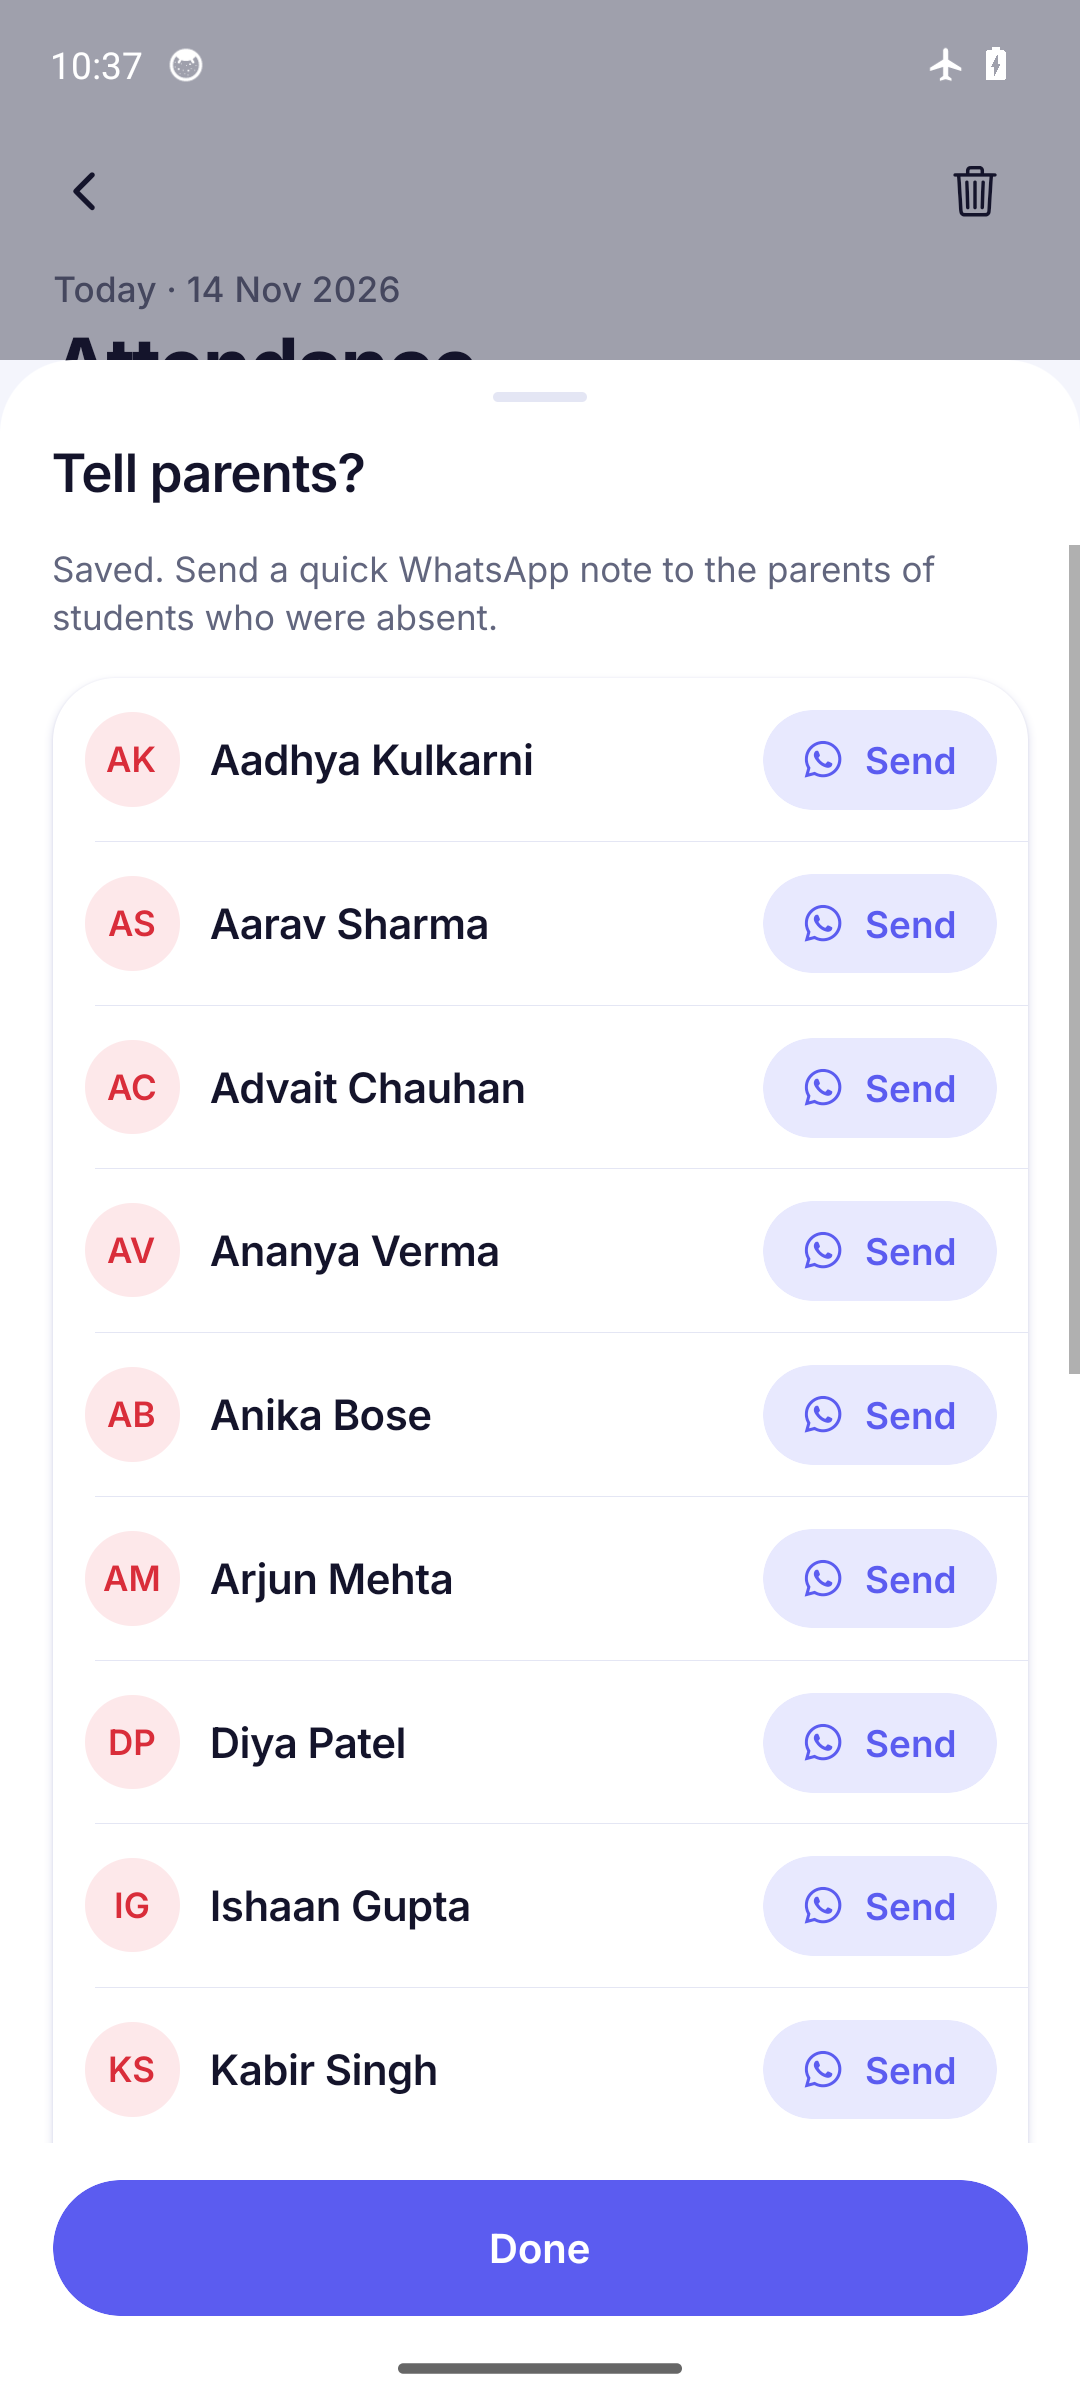 10:37
Today · 14 Nov 2026
Attendance
Tell parents?
Saved. Send a quick WhatsApp note to the parents of
students who were absent.
AK Aadhya Kulkarni Send
AS Aarav Sharma Send
AC Advait Chauhan Send
AV Ananya Verma Send
AB Anika Bose Send
AM Arjun Mehta Send
DP Diya Patel Send
IG Ishaan Gupta Send
KS Kabir Singh Send
Done